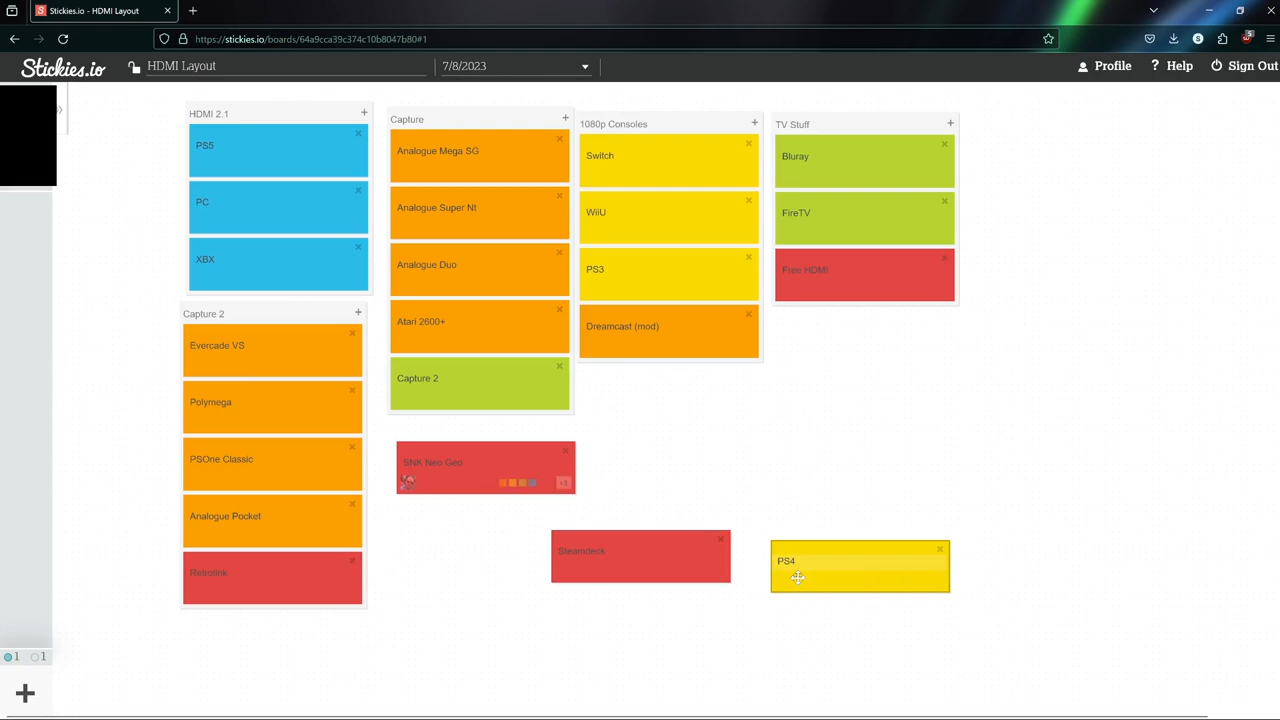 Stickies.io - HDMI Layout
https://stickies.io/boards/64a9cca39c374c10b8047b80#1
Stickies.io
HDMI Layout
7/8/2023
Profile
? Help
Sign Out
HDMI 2.1
PS5
PC
XBX
Capture
Analogue Mega SG
Analogue Super Nt
Analogue Duo
Atari 2600+
Capture 2
1080p Consoles
Switch
WiiU
PS3
Dreamcast (mod)
TV Stuff
Bluray
FireTV
Free HDMI
Capture 2
Evercade VS
Polymega
PSOne Classic
Analogue Pocket
Retrolink
SNK Neo Geo
Steamdeck
PS4
1
1